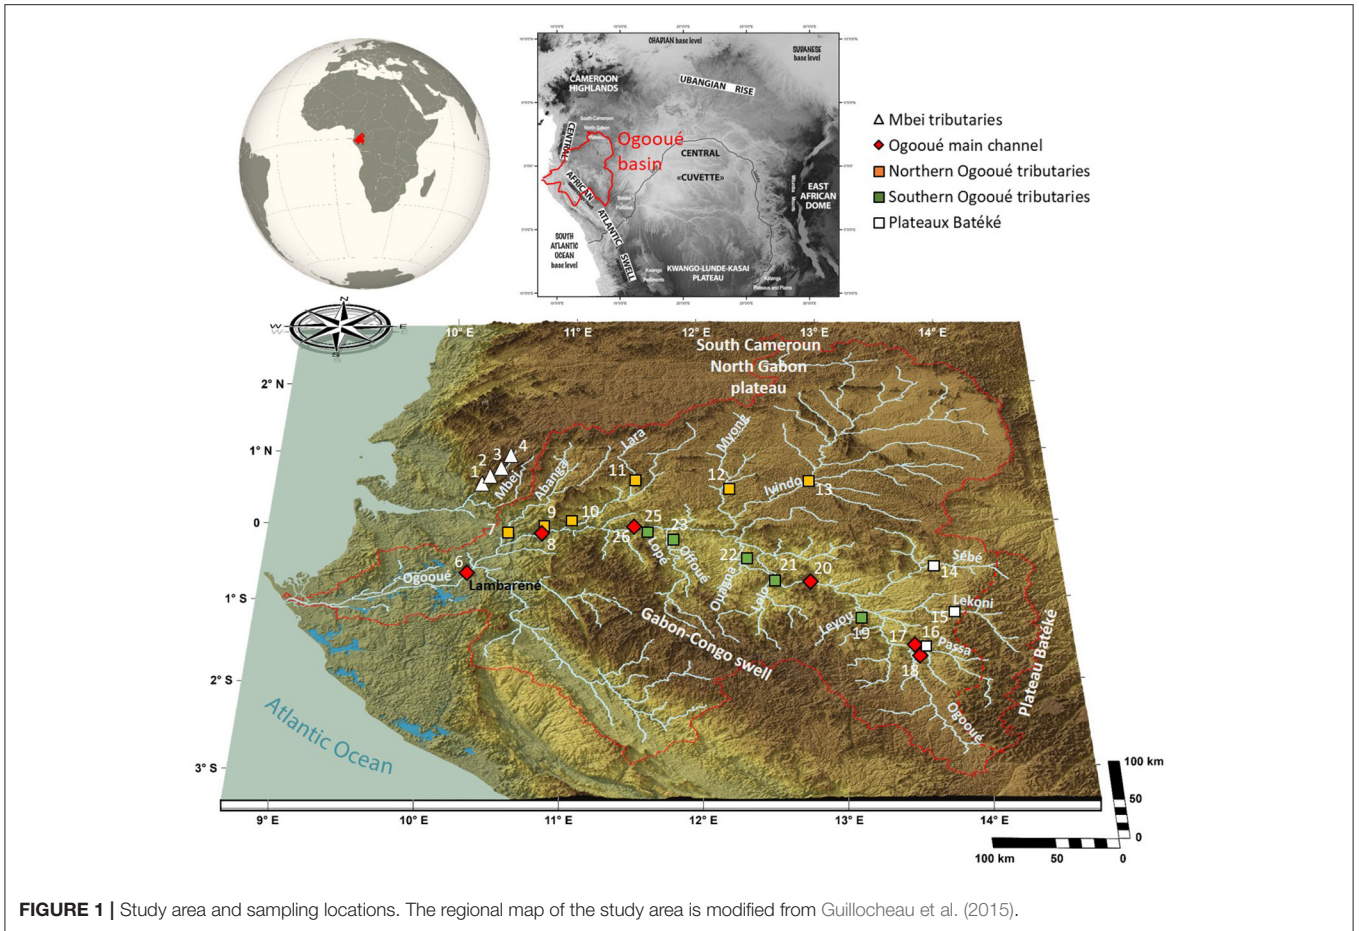 CHADIAN base level
SUDANESE
base level
CAMEROON
HIGHLANDS
UBANGIAN RISE
South Cameroon
North Gabon
CENTRAL
AFRICAN
ATLANTIC
SWELL
Ogooué
basin
CENTRAL
«CUVETTE»
EAST
AFRICAN
DOME
SOUTH
ATLANTIC
OCEAN
base level
KWANGO-LUNDE-KASAI
PLATEAU
Mbei tributaries
Ogooué main channel
Northern Ogooué tributaries
Southern Ogooué tributaries
Plateaux Batéké
N
W
E
S
10° E
11° E
12° E
13° E
14° E
South Cameroun
North Gabon
plateau
2° N
1° N
0
1° S
2° S
3° S
1
2
3
4
Mbei
Abanga
Lara
Myong
Ivindo
11
12
13
7
9
10
8
25
26
23
Lopé
Offoué
22
Ouagna
21
Lolo
20
6
Ogooué
Lambaréné
Sébé
14
Lekoni
15
Leyou
19
17
16
Passa
18
Ogooué
Gabon-Congo swell
Plateau Batéké
Atlantic Ocean
9° E
10° E
11° E
12° E
13° E
14° E
100 km
50
0
100 km
50
0
FIGURE 1 | Study area and sampling locations. The regional map of the study area is modified from Guillocheau et al. (2015).